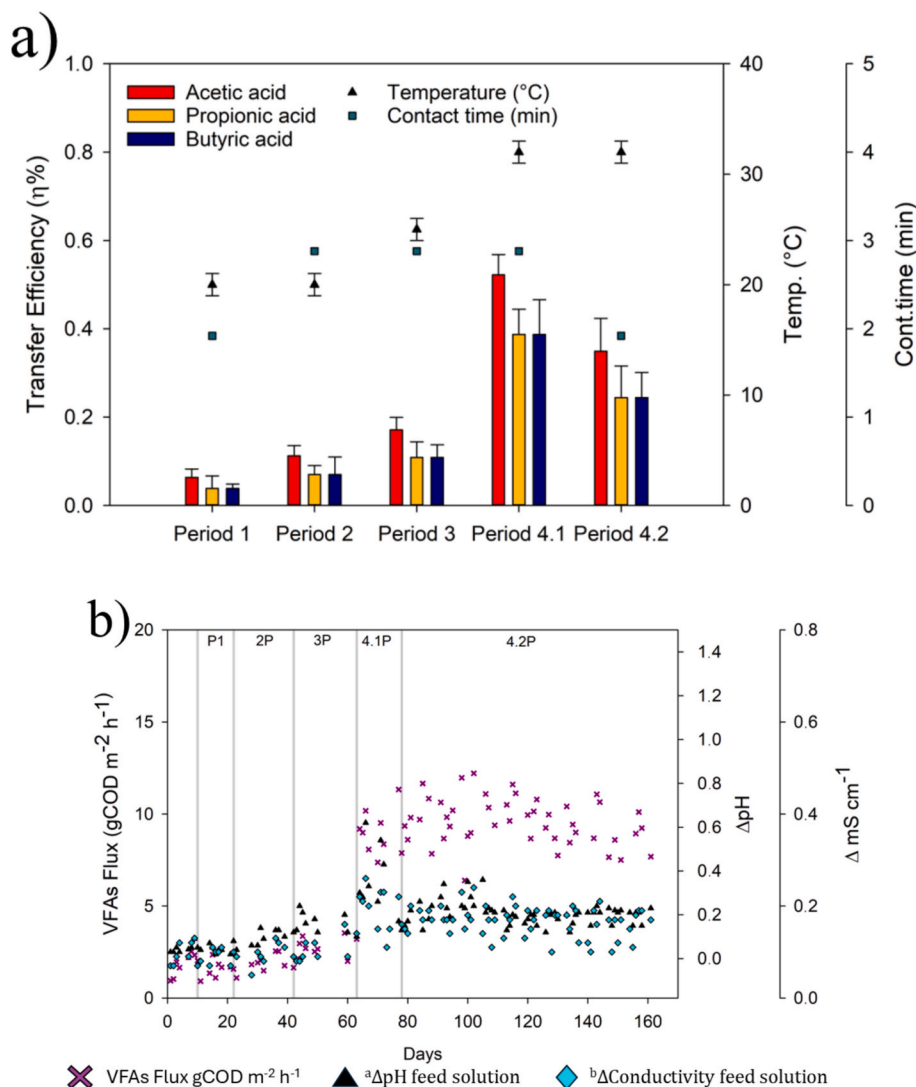 a)
Acetic acid
Propionic acid
Butyric acid
Temperature (°C)
Contact time (min)
Transfer Efficiency (η%)
1.0
0.8
0.6
0.4
0.2
0.0
Period 1
Period 2
Period 3
Period 4.1
Period 4.2
40
30
20
10
0
Temp. (°C)
5
4
3
2
1
0
Cont.time (min)
b)
VFAs Flux (gCOD m⁻² h⁻¹)
20
15
10
5
0
P1
2P
3P
4.1P
4.2P
0
20
40
60
80
100
120
140
160
Days
1.4
1.2
1.0
0.8
0.6
0.4
0.2
0.0
ΔpH
0.8
0.6
0.4
0.2
0.0
Δ mS cm⁻¹
VFAs Flux gCOD m⁻² h⁻¹
ᵃΔpH feed solution
ᵇΔConductivity feed solution